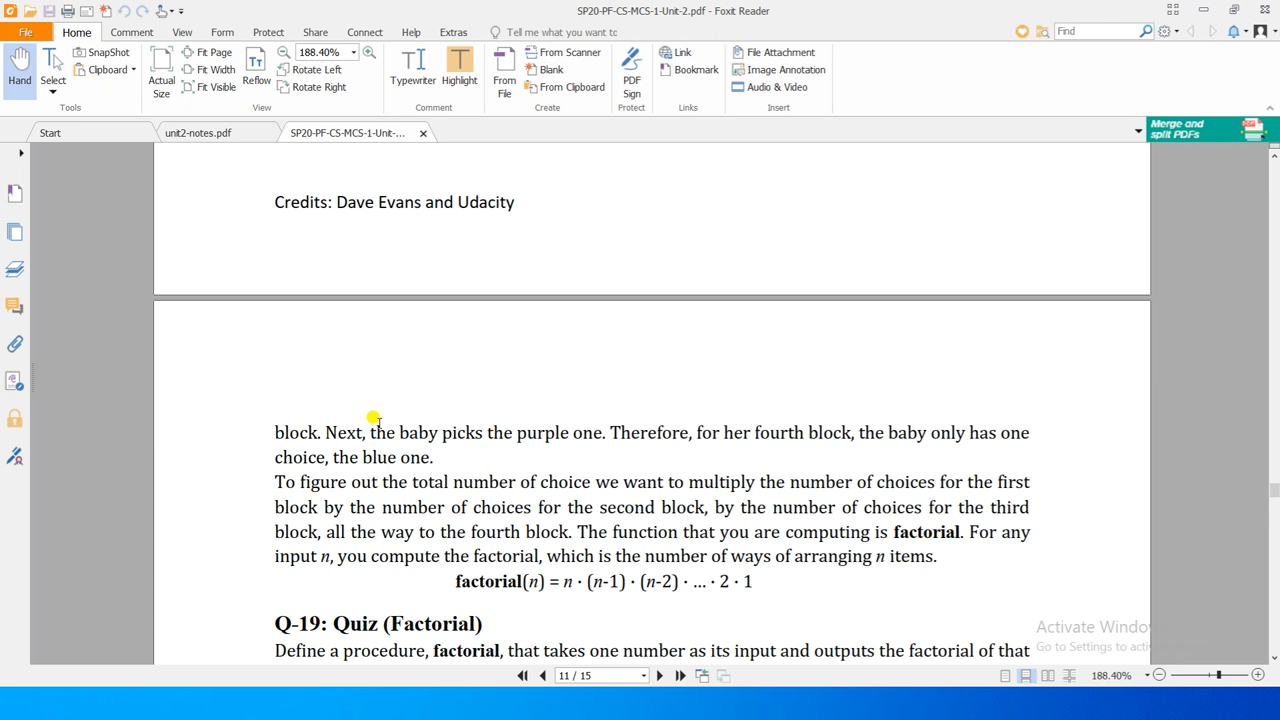 SP20-PF-CS-MCS-1-Unit-2.pdf - Foxit Reader
File Home Comment View Form Protect Share Connect Help Extras Tell me what you want to Find
Hand
Select
SnapShot
Clipboard
Tools
Actual
Size
Fit Page
Fit Width
Fit Visible
Reflow
188.40%
Rotate Left
Rotate Right
View
Typewriter
Highlight
Comment
From
File
From Scanner
Blank
From Clipboard
Create
PDF
Sign
Protect
Link
Bookmark
Links
File Attachment
Image Annotation
Audio & Video
Insert
Start unit2-notes.pdf SP20-PF-CS-MCS-1-Unit-...
Merge and
split PDFs
Credits: Dave Evans and Udacity
block. Next, the baby picks the purple one. Therefore, for her fourth block, the baby only has one
choice, the blue one.
To figure out the total number of choice we want to multiply the number of choices for the first
block by the number of choices for the second block, by the number of choices for the third
block, all the way to the fourth block. The function that you are computing is factorial. For any
input n, you compute the factorial, which is the number of ways of arranging n items.
factorial(n) = n · (n-1) · (n-2) · ... · 2 · 1
Q-19: Quiz (Factorial)
Define a procedure, factorial, that takes one number as its input and outputs the factorial of that
Activate Windo
Go to Settings to acti
11 / 15
188.40%